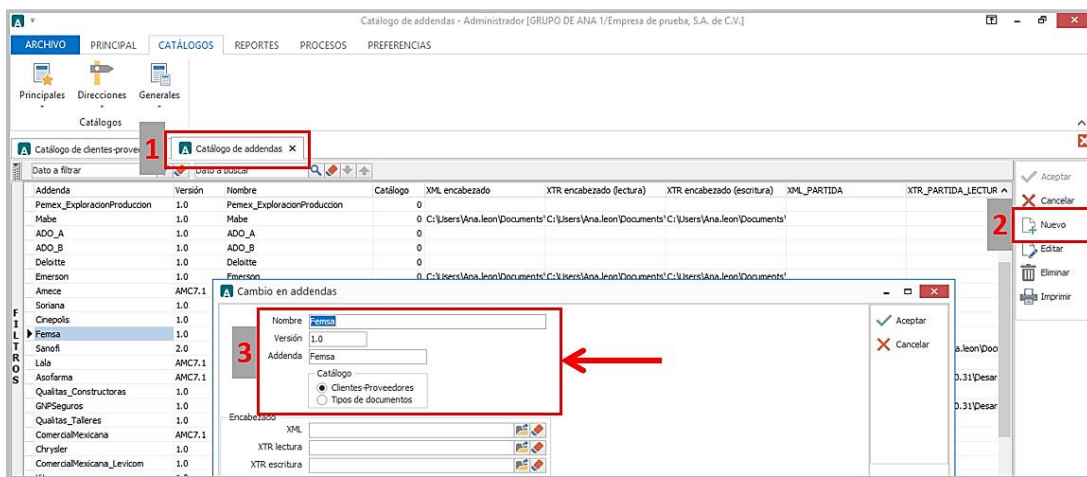 Catálogo de addendas - Administrador [GRUPO DE ANA 1/Empresa de prueba, S.A. de C.V.]
ARCHIVO PRINCIPAL CATÁLOGOS REPORTES PROCESOS PREFERENCIAS
Principales Direcciones Generales
Catálogos
Catálogo de clientes-prove 1 Catálogo de addendas
Dato a filtrar Dato a buscar
Aceptar
Cancelar
2 Nuevo
Editar
Eliminar
Imprimir
FILTROS
Addenda Versión Nombre Catálogo XML encabezado XTR encabezado (lectura) XTR encabezado (escritura) XML_PARTIDA XTR_PARTIDA_LECTUR
Pemex_ExploracionProduccion 1.0 Pemex_ExploracionProduccion 0
Mabe 1.0 Mabe 0 C:\Users\Ana.leon\Documents' C:\Users\Ana.leon\Documents' C:\Users\Ana.leon\Documents'
ADO_A 1.0 ADO_A 0
ADO_B 1.0 ADO_B 0
Deloitte 1.0 Deloitte 0
Emerson 1.0 Emerson 0 C:\Users\Ana.leon\Documents' C:\Users\Ana.leon\Documents' C:\Users\Ana.leon\Documents'
Amece AMC7.1
Soriana 1.0
Cinepolis 1.0
Femsa 1.0
Sanofi 2.0 a.leon\Doc
Lala AMC7.1
Asofarma AMC7.1 0.31\Desar
Qualitas_Constructoras 1.0
GNPSeguros 1.0 0.31\Desar
Qualitas_Talleres 1.0
ComercialMexicana AMC7.1
Chrysler 1.0
ComercialMexicana_Levicom 1.0
Cambio en addendas
3
Nombre Femsa
Versión 1.0
Addenda Femsa
Catálogo
Clientes-Proveedores
Tipos de documentos
Encabezado
XML
XTR lectura
XTR escritura
Aceptar
Cancelar